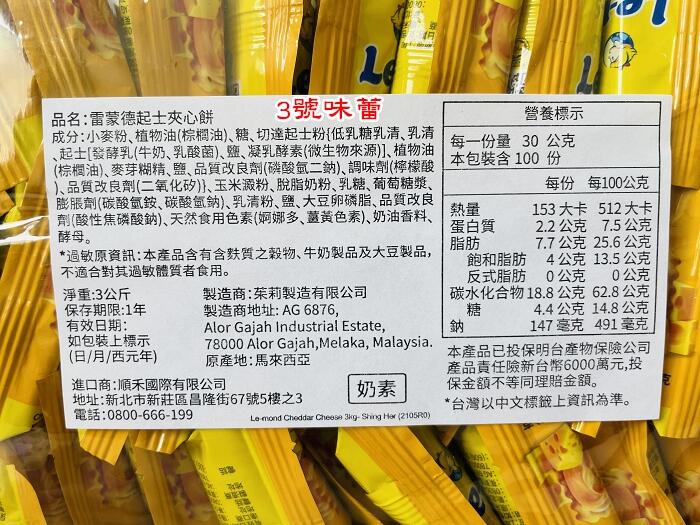 3號味蕾
品名:雷蒙德起士夾心餅
成分:小麥粉、植物油(棕櫚油)、糖、切達起士粉{低乳糖乳清、乳清
、起士[發酵乳(牛奶、乳酸菌)、鹽、凝乳酵素(微生物來源)]、植物油
(棕櫚油)、麥芽糊精、鹽、品質改良劑(磷酸氫二鈉)、調味劑(檸檬酸
)、品質改良劑(二氧化矽)}、玉米澱粉、脫脂奶粉、乳糖、葡萄糖漿、
膨脹劑(碳酸氫銨、碳酸氫鈉)、乳清粉、鹽、大豆卵磷脂、品質改良
劑(酸性焦磷酸鈉)、天然食用色素(婀娜多、薑黃色素)、奶油香料、
酵母。
*過敏原資訊:本產品含有含麩質之穀物、牛奶製品及大豆製品,
不適合對其過敏體質者食用。
淨重:3公斤
保存期限:1年
有效日期:
如包裝上標示
(日/月/西元年)
製造商:茱莉製造有限公司
製造商地址: AG 6876,
Alor Gajah Industrial Estate,
78000 Alor Gajah,Melaka, Malaysia.
原產地:馬來西亞
進口商:順禾國際有限公司
地址:新北市新莊區昌隆街67號5樓之3
電話:0800-666-199
奶素
Le-mond Cheddar Cheese 3kg- Shing Her (2105R0)
營養標示
每一份量 30 公克
本包裝含 100 份
每份 每100公克
熱量 153 大卡 512 大卡
蛋白質 2.2 公克 7.5 公克
脂肪 7.7 公克 25.6 公克
飽和脂肪 4 公克 13.5 公克
反式脂肪 0 公克 0 公克
碳水化合物 18.8 公克 62.8 公克
糖 4.4 公克 14.8 公克
鈉 147 毫克 491 毫克
本產品已投保明台產物保險公司
產品責任險新台幣6000萬元,投
保金額不等同理賠金額。
*台灣以中文標籤上資訊為準。